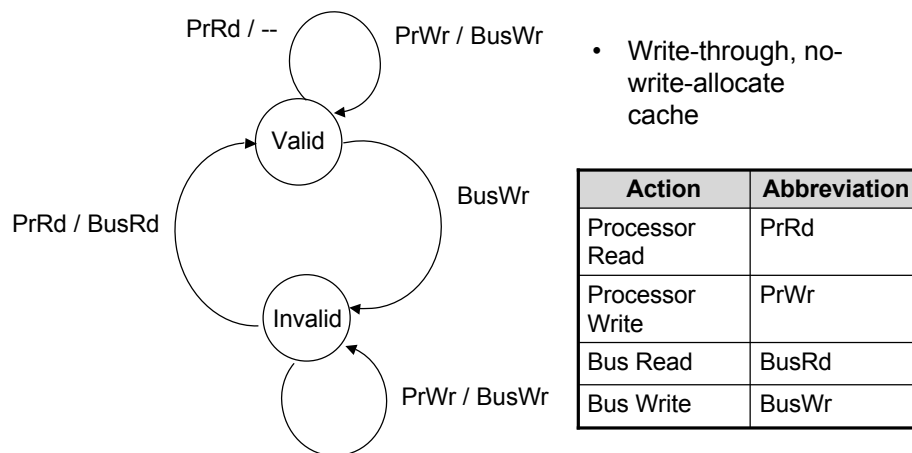 PrRd / --
PrWr / BusWr
Valid
BusWr
PrRd / BusRd
Invalid
PrWr / BusWr
• Write-through, no-
write-allocate
cache
Action Abbreviation
Processor PrRd
Read
Processor PrWr
Write
Bus Read BusRd
Bus Write BusWr